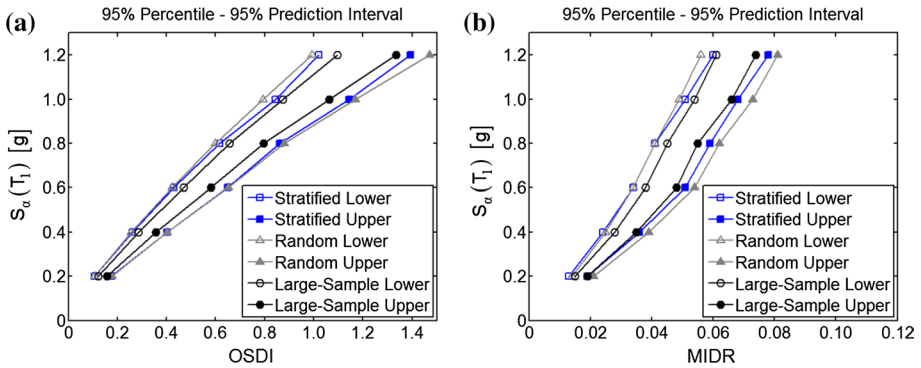 (a)
95% Percentile - 95% Prediction Interval
Sα(T1) [g]
1.2
1.0
0.8
0.6
0.4
0.2
0
0 0.2 0.4 0.6 0.8 1.0 1.2 1.4
OSDI
Stratified Lower
Stratified Upper
Random Lower
Random Upper
Large-Sample Lower
Large-Sample Upper
(b)
95% Percentile - 95% Prediction Interval
Sα(T1) [g]
1.2
1.0
0.8
0.6
0.4
0.2
0
0 0.02 0.04 0.06 0.08 0.10 0.12
MIDR
Stratified Lower
Stratified Upper
Random Lower
Random Upper
Large-Sample Lower
Large-Sample Upper